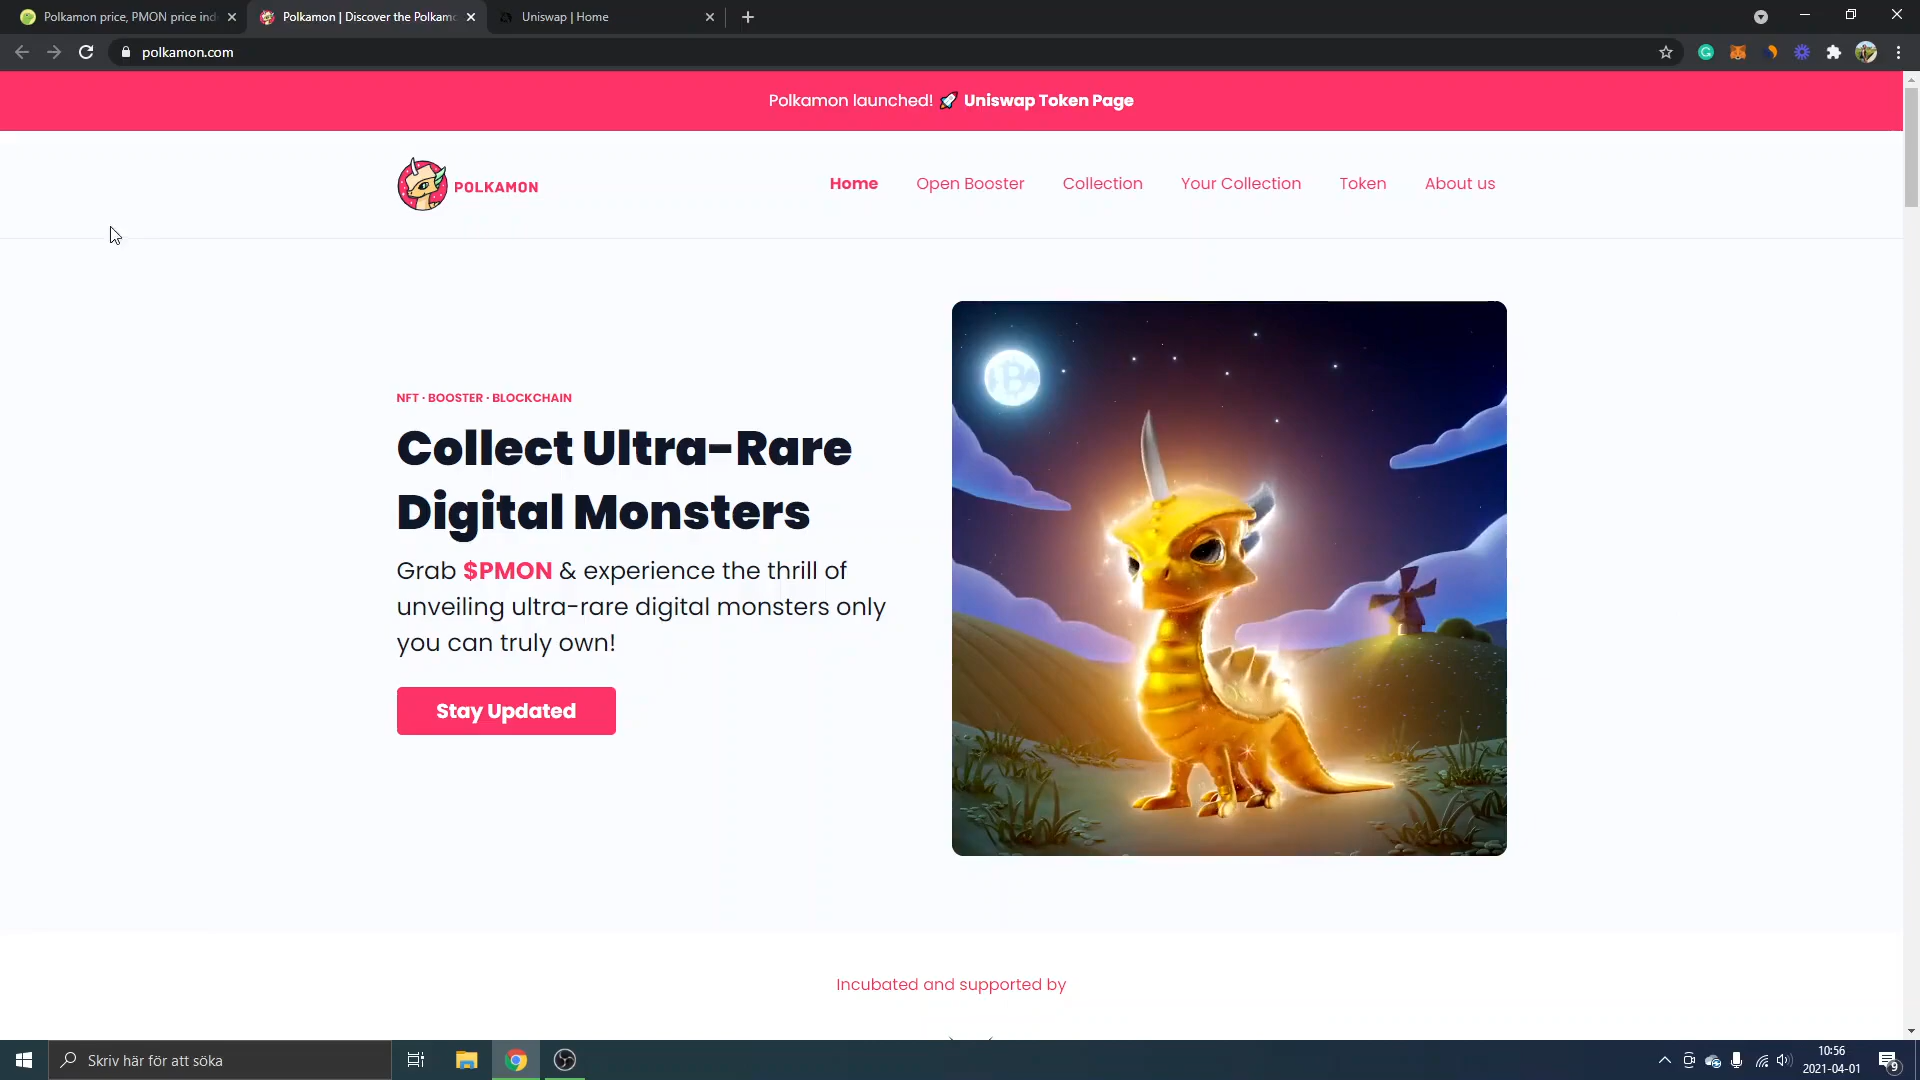 Polkamon price, PMON price ind
Polkamon | Discover the Polkamo
Uniswap | Home
polkamon.com
Polkamon launched! 🚀 Uniswap Token Page
POLKAMON
Home
Open Booster
Collection
Your Collection
Token
About us
NFT · BOOSTER · BLOCKCHAIN
Collect Ultra-Rare
Digital Monsters
Grab $PMON & experience the thrill of
unveiling ultra-rare digital monsters only
you can truly own!
Stay Updated
Incubated and supported by
Skriv här för att söka
10:56
2021-04-01
9